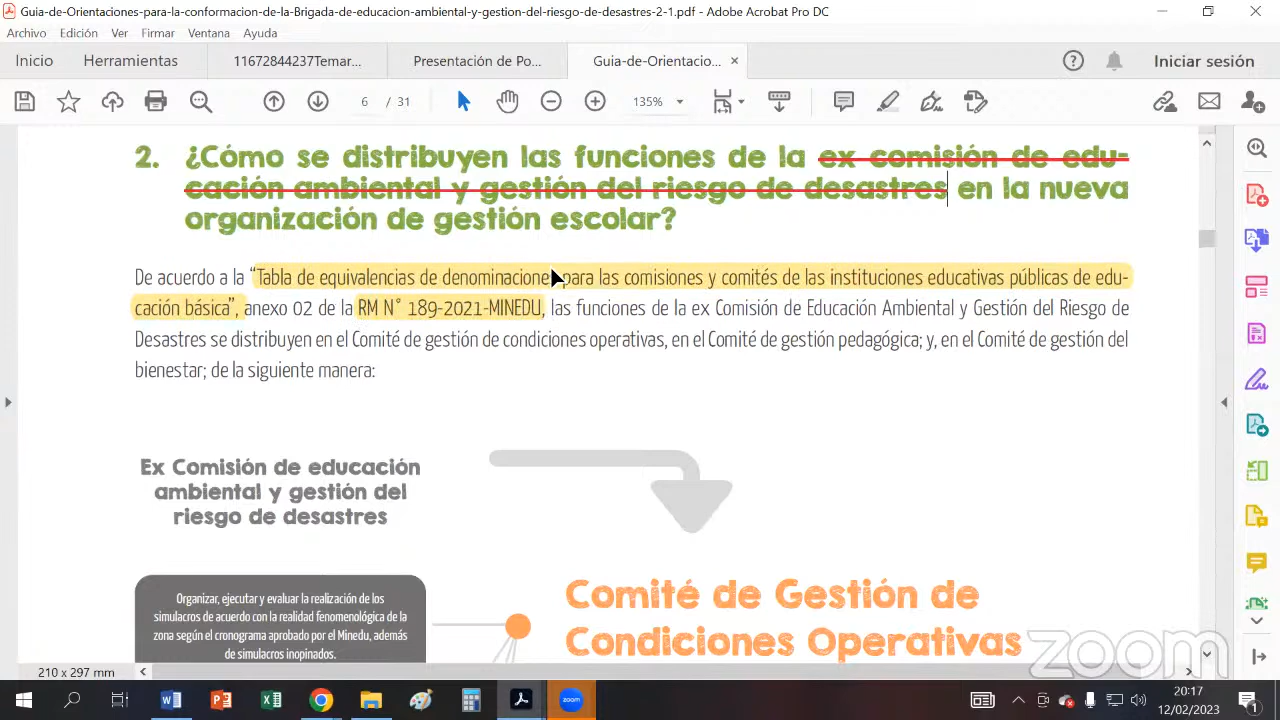 Guia-de-Orientaciones-para-la-conformacion-de-la-Brigada-de-educacion-ambiental-y-gestion-del-riesgo-de-desastres-2-1.pdf - Adobe Acrobat Pro DC
Archivo Edición Ver Firmar Ventana Ayuda
Inicio Herramientas 11672844237Temar... Presentación de Po... Guia-de-Orientacio... × Iniciar sesión
6 / 31 135%
2. ¿Cómo se distribuyen las funciones de la ex comisión de edu-
cación ambiental y gestión del riesgo de desastres en la nueva
organización de gestión escolar?
De acuerdo a la “Tabla de equivalencias de denominaciones para las comisiones y comités de las instituciones educativas públicas de edu-
cación básica”, anexo 02 de la RM N° 189-2021-MINEDU, las funciones de la ex Comisión de Educación Ambiental y Gestión del Riesgo de
Desastres se distribuyen en el Comité de gestión de condiciones operativas, en el Comité de gestión pedagógica; y, en el Comité de gestión del
bienestar; de la siguiente manera:
Ex Comisión de educación
ambiental y gestión del
riesgo de desastres
Organizar, ejecutar y evaluar la realización de los
simulacros de acuerdo con la realidad fenomenológica de la
zona según el cronograma aprobado por el Minedu, además
de simulacros inopinados.
Comité de Gestión de
Condiciones Operativas
zoom
210 x 297 mm
zoom
20:17
12/02/2023
1